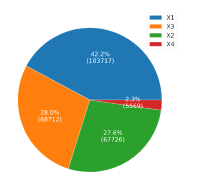 X1
X3
X2
X4
42.2%
(103717)
2.3%
(5569)
28.0%
(68712)
27.6%
(67726)